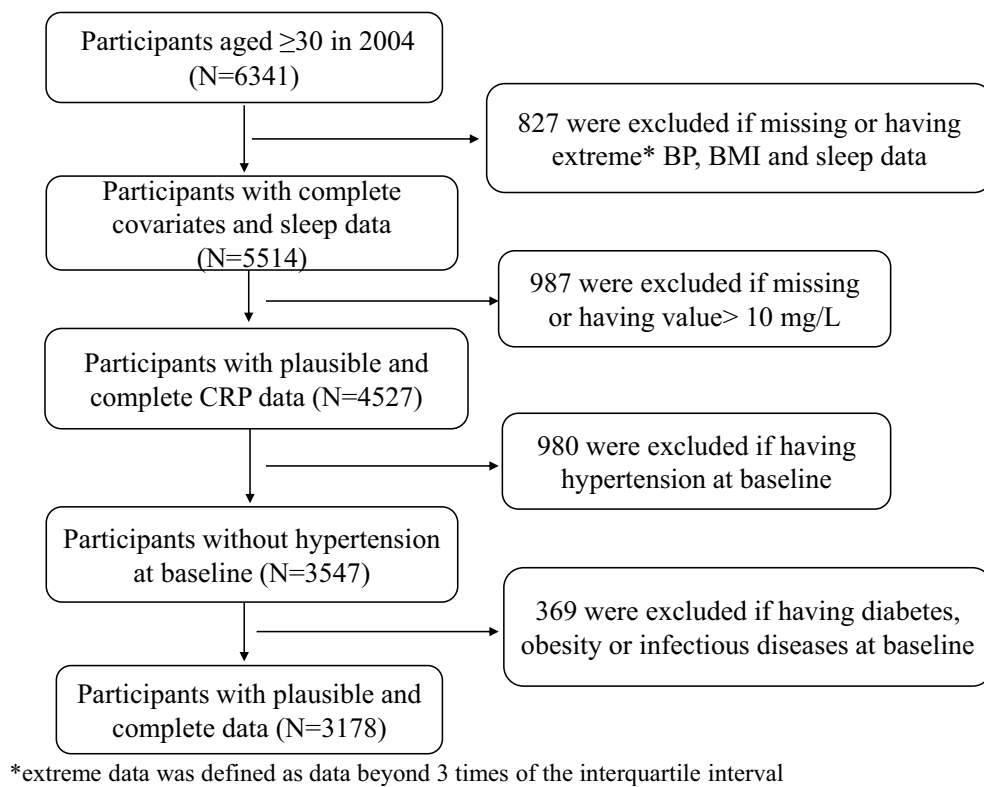 Participants aged ≥30 in 2004
(N=6341)
827 were excluded if missing or having
extreme* BP, BMI and sleep data
Participants with complete
covariates and sleep data
(N=5514)
987 were excluded if missing
or having value> 10 mg/L
Participants with plausible and
complete CRP data (N=4527)
980 were excluded if having
hypertension at baseline
Participants without hypertension
at baseline (N=3547)
369 were excluded if having diabetes,
obesity or infectious diseases at baseline
Participants with plausible and
complete data (N=3178)
*extreme data was defined as data beyond 3 times of the interquartile interval